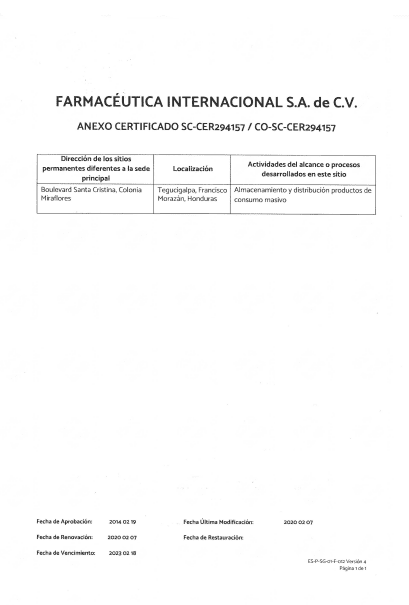 FARMACÉUTICA INTERNACIONAL S.A. de C.V.
ANEXO CERTIFICADO SC-CER294157 / CO-SC-CER294157
Dirección de los sitios permanentes diferentes a la sede principal
Localización
Actividades del alcance o procesos desarrollados en este sitio
Boulevard Santa Cristina, Colonia
Miraflores
Tegucigalpa, Francisco
Morazán, Honduras
Almacenamiento y distribución productos de
consumo masivo
Fecha de Aprobación: 2014 02 19 Fecha Última Modificación: 2020 02 07
Fecha de Renovación: 2020 02 07 Fecha de Restauración:
Fecha de Vencimiento: 2023 02 18
ES-P-SG-01-F-012 Versión 4
Página 1 de 1